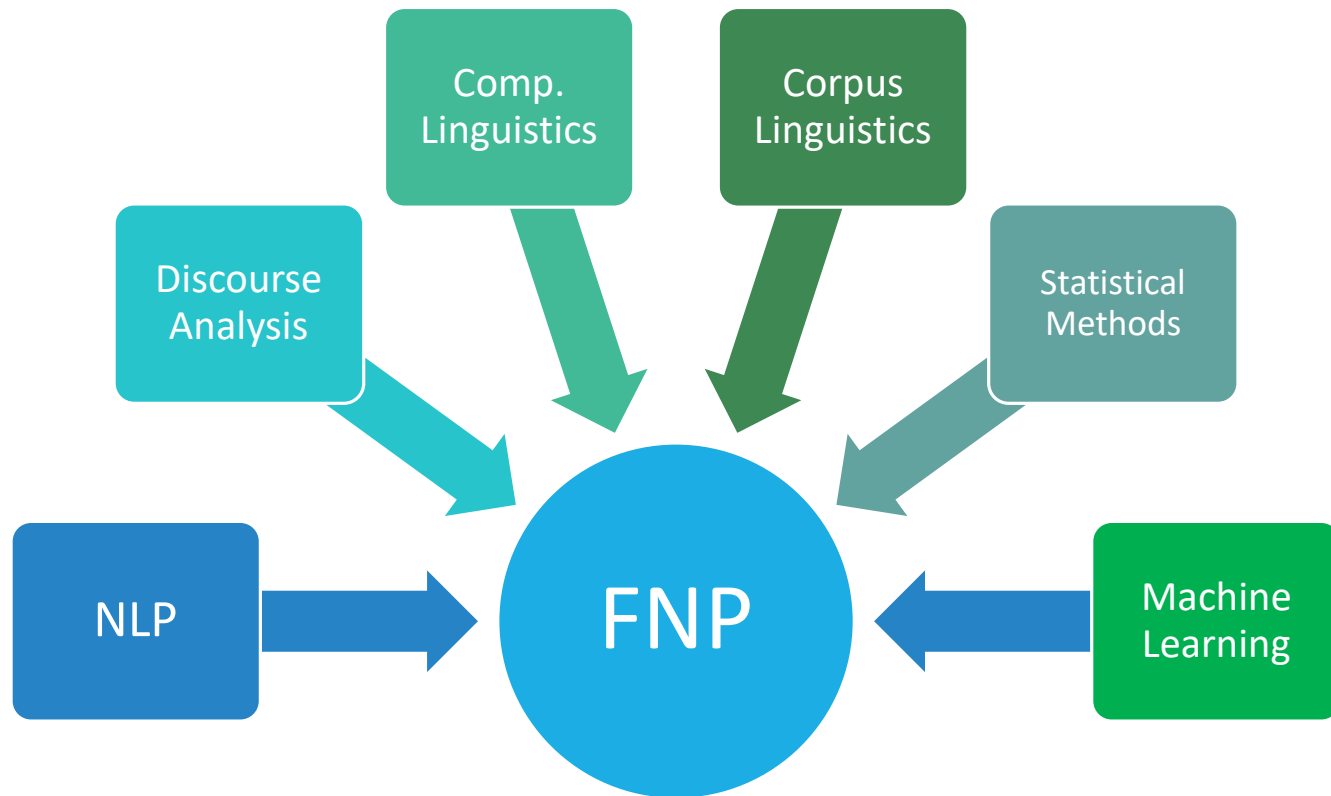 Comp.
Linguistics
Corpus
Linguistics
Discourse
Analysis
Statistical
Methods
NLP
FNP
Machine
Learning